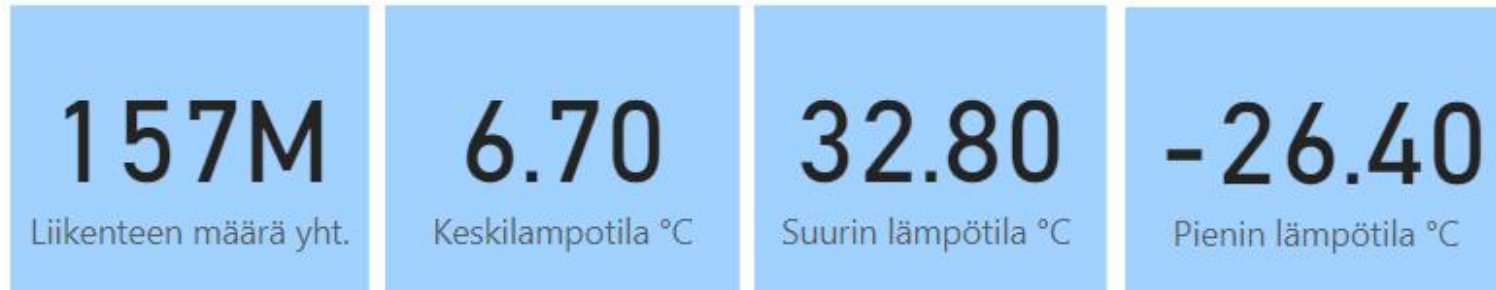 157M
Liikenteen määrä yht.
6.70
Keskilampotila °C
32.80
Suurin lämpötila °C
-26.40
Pienin lämpötila °C